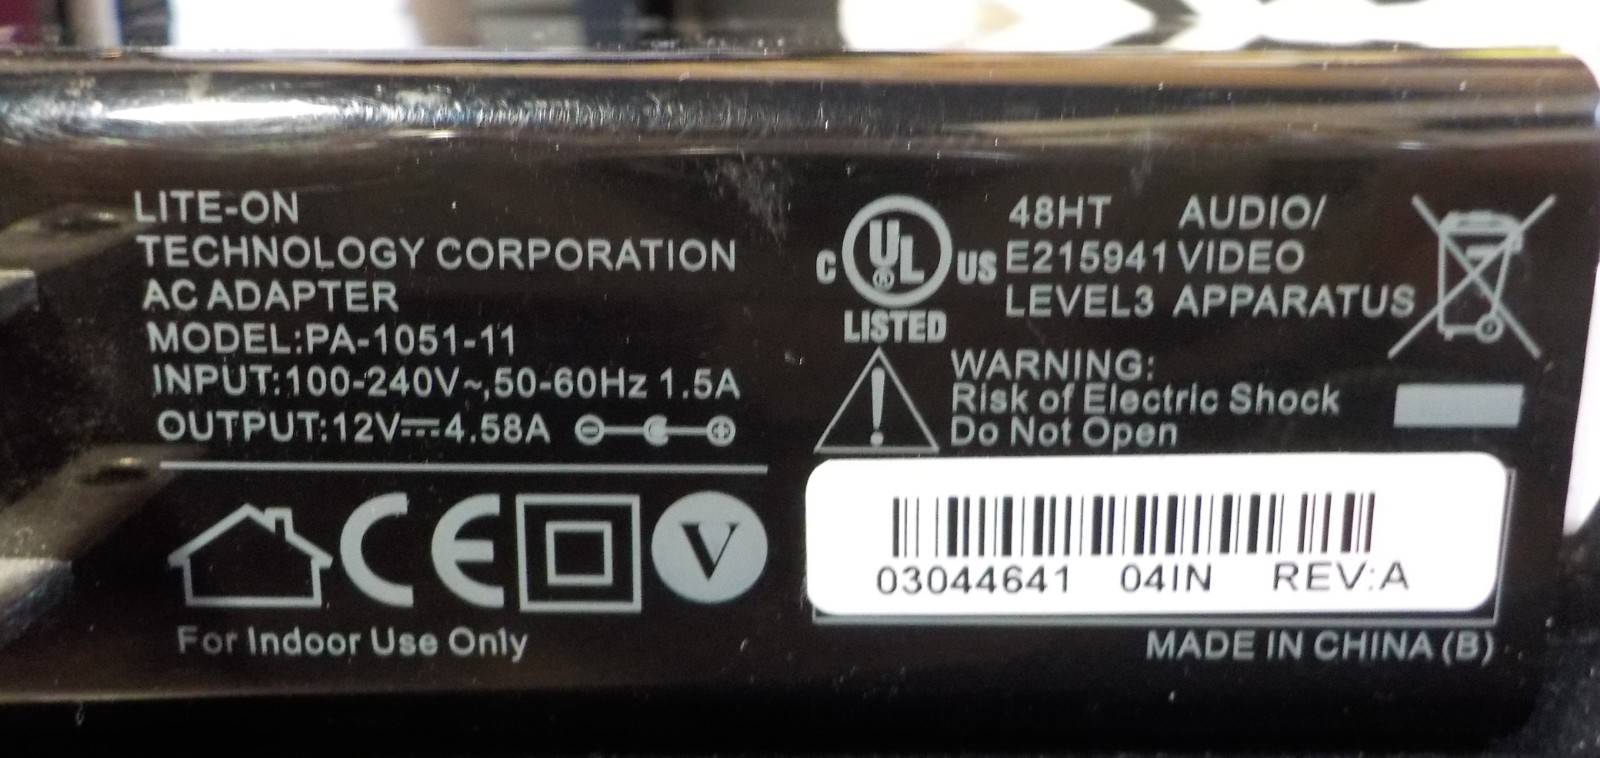 LITE-ON
TECHNOLOGY CORPORATION
AC ADAPTER
MODEL:PA-1051-11
INPUT:100-240V~,50-60Hz 1.5A
OUTPUT:12V⎓4.58A
For Indoor Use Only
C UL US
®
LISTED
48HT AUDIO/
E215941 VIDEO
LEVEL3 APPARATUS
WARNING:
Risk of Electric Shock
Do Not Open
03044641 04IN REV:A
MADE IN CHINA (B)
CE
V